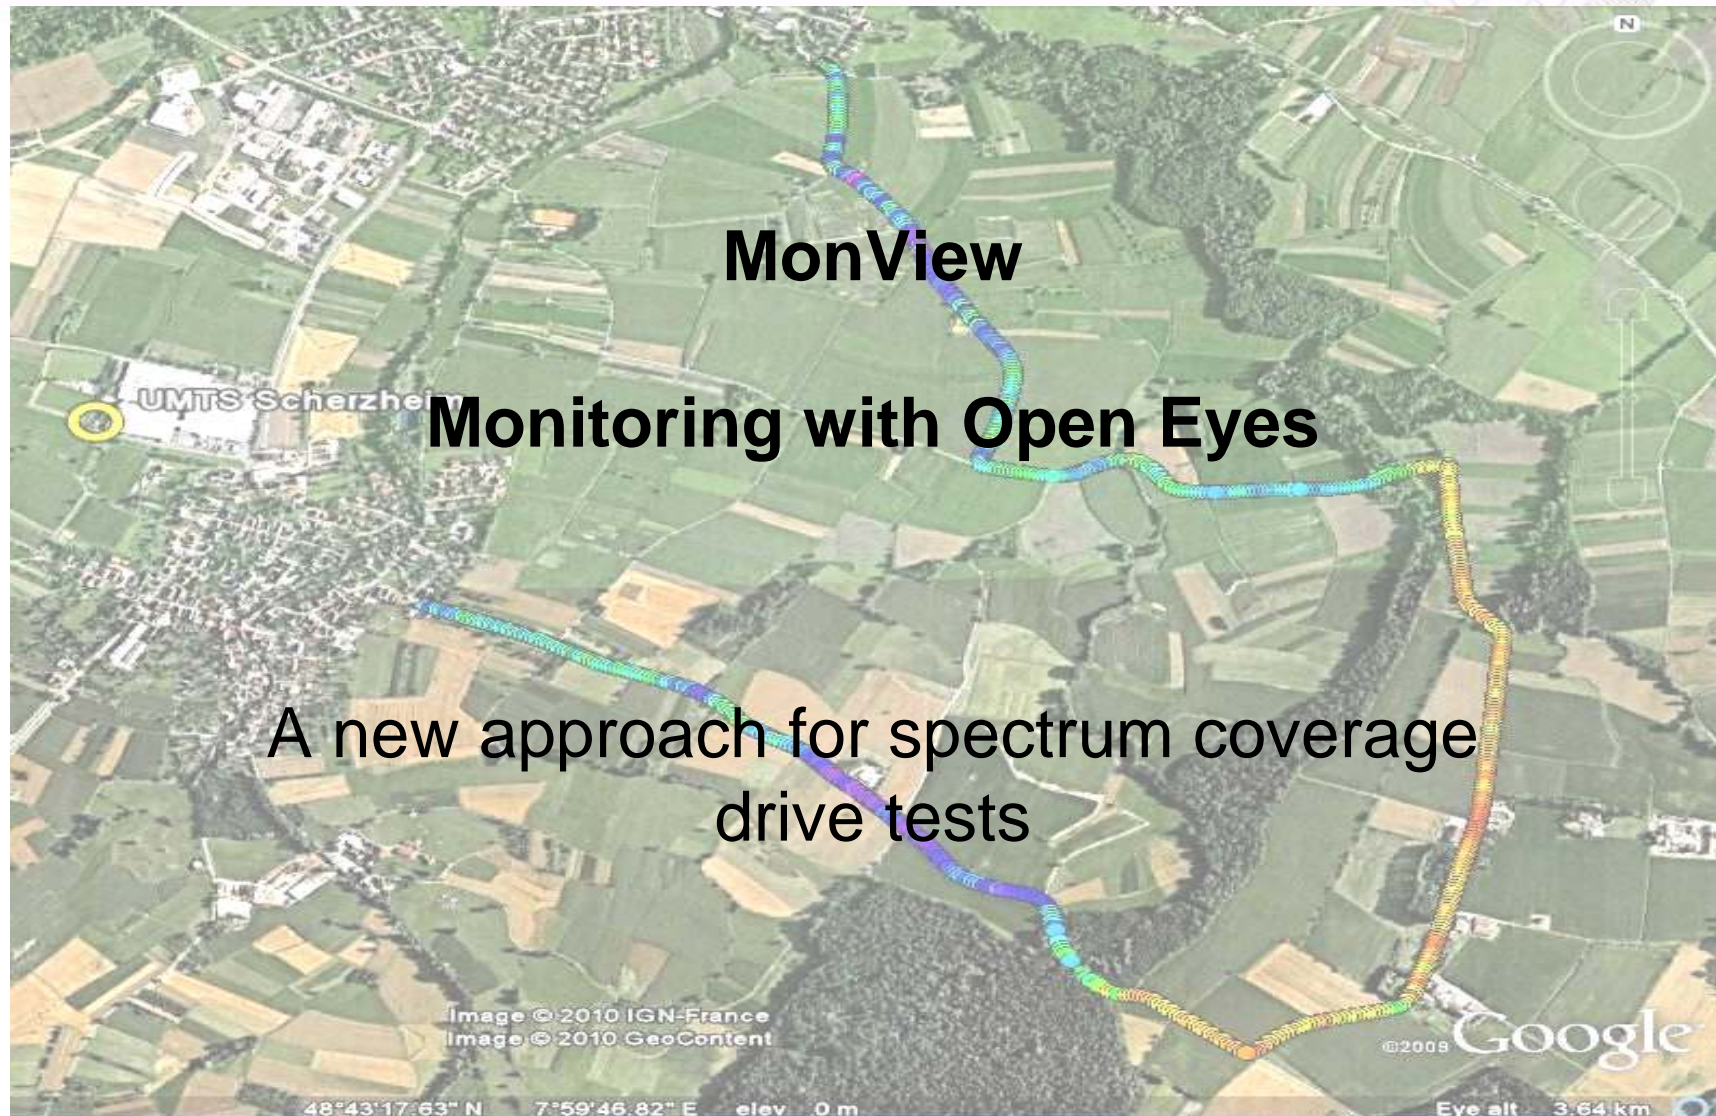 N
MonView
UMTS Scherzheim
Monitoring with Open Eyes
A new approach for spectrum coverage
drive tests
Image © 2010 IGN-France
Image © 2010 GeoContent
©2009 Google
48°43'17.63" N 7°59'46.82" E elev 0 m Eye alt 3.64 km